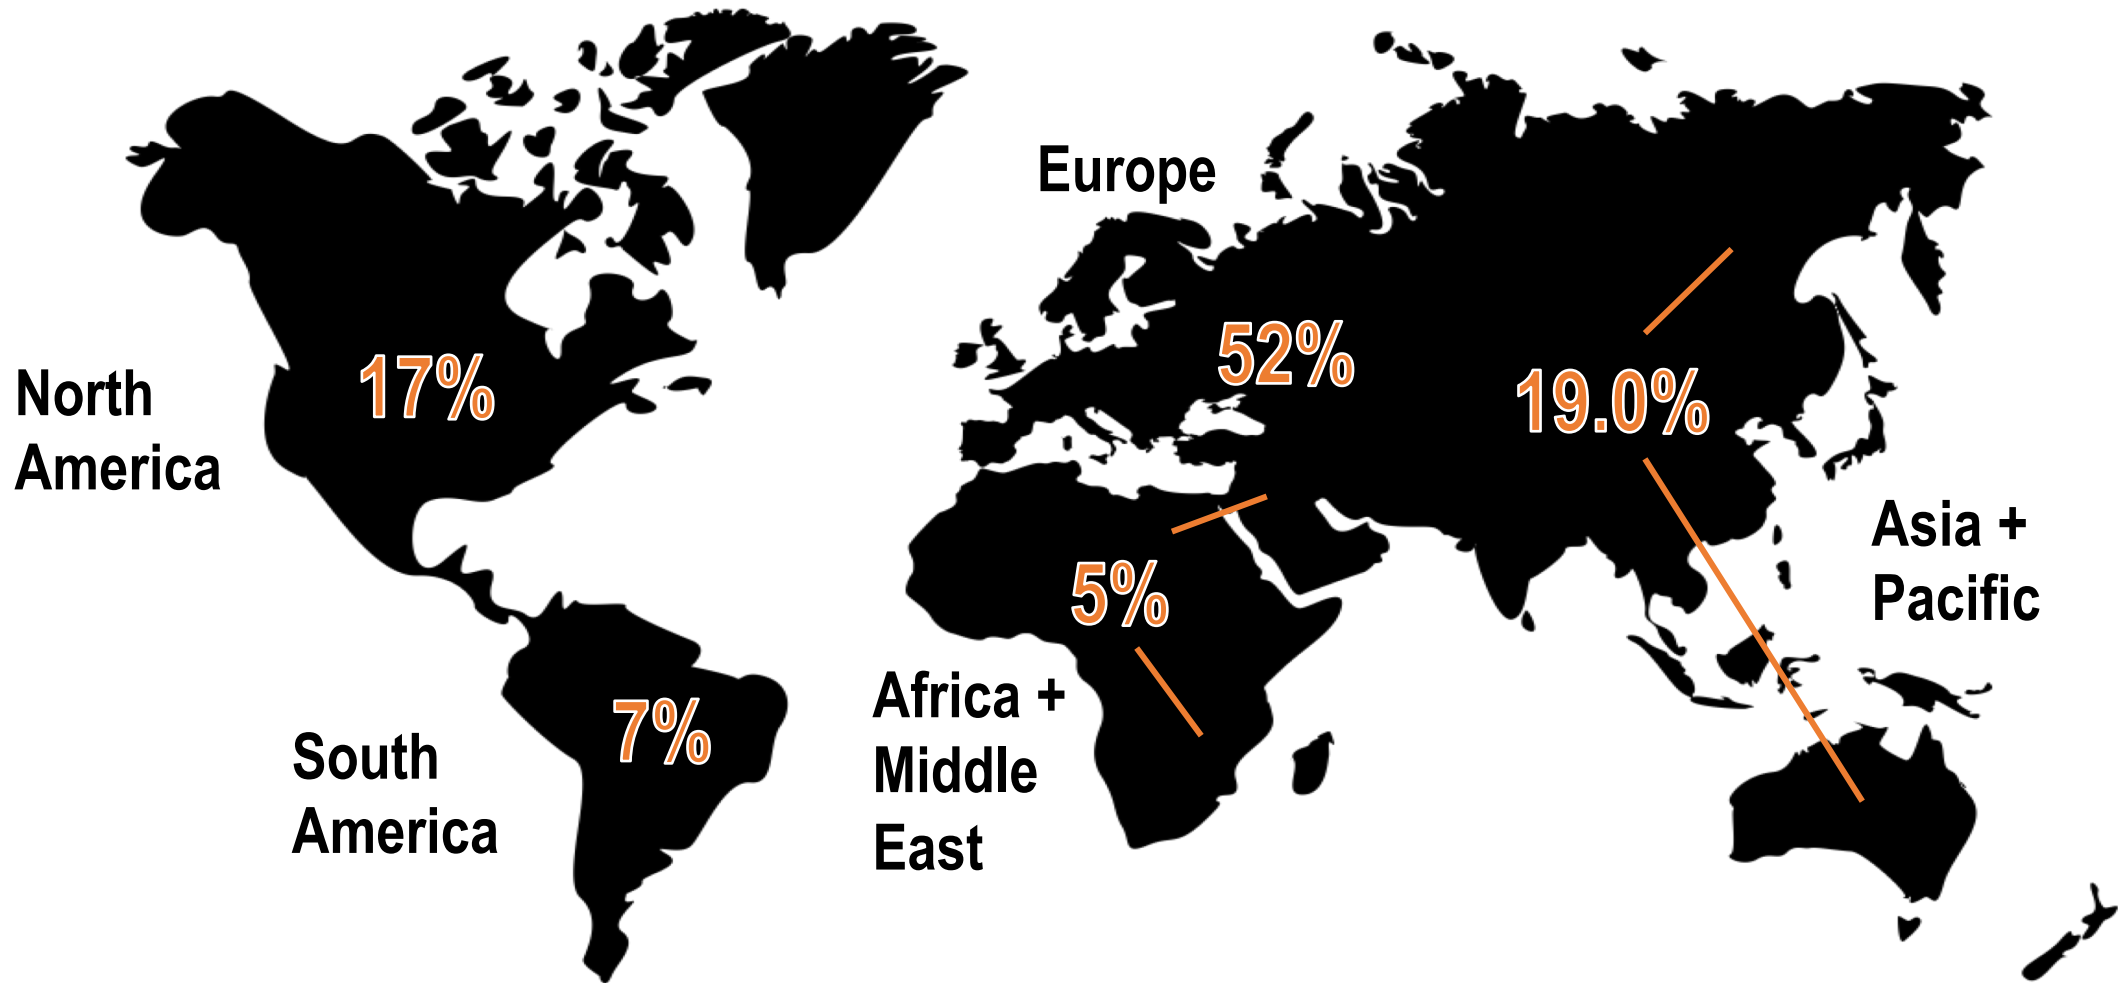 Europe
52%
17%
North
America
19.0%
Asia +
Pacific
5%
Africa +
Middle
East
7%
South
America